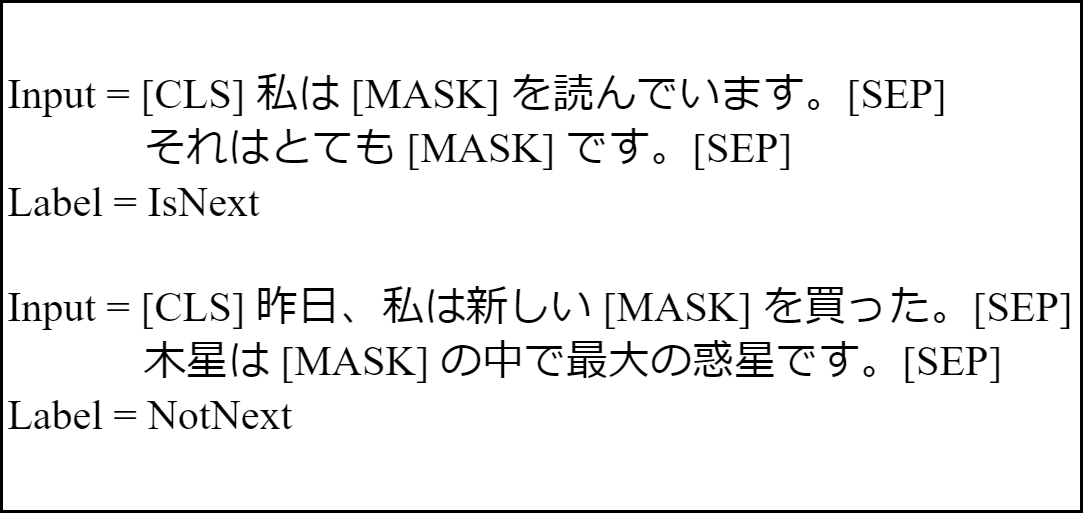 Input = [CLS] 私は [MASK] を読んでいます。[SEP]
それはとても [MASK] です。[SEP]
Label = IsNext
Input = [CLS] 昨日、私は新しい [MASK] を買った。[SEP]
木星は [MASK] の中で最大の惑星です。[SEP]
Label = NotNext